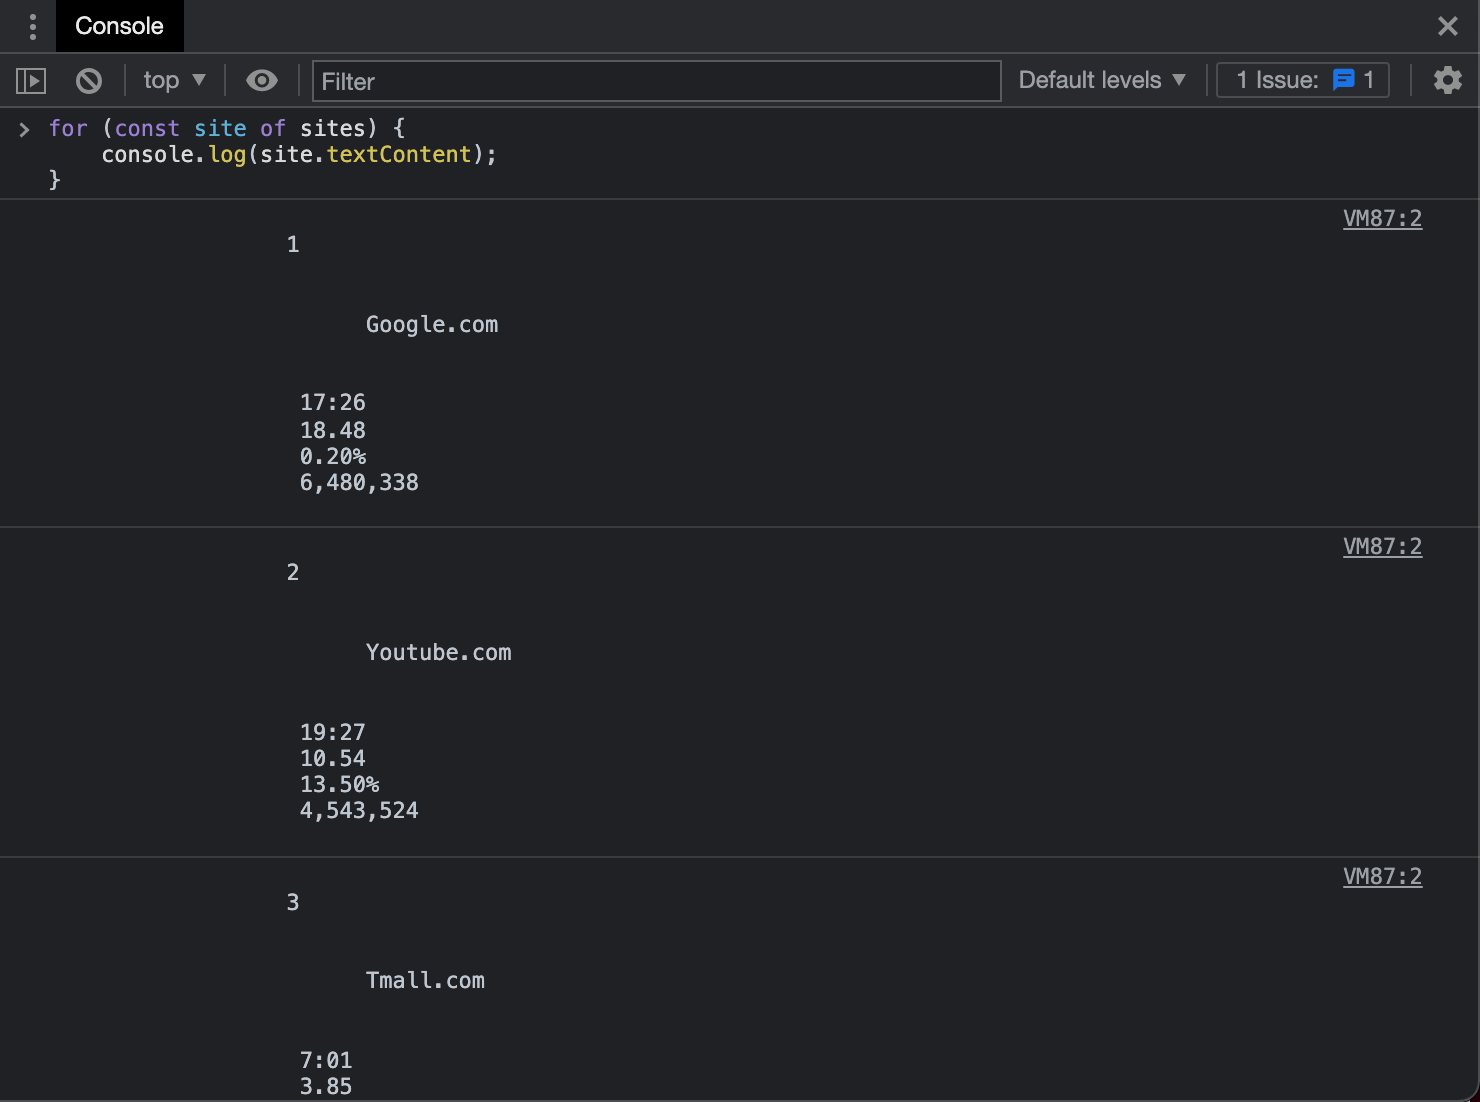 Console
top
Filter
Default levels
1 Issue: 1
for (const site of sites) {
console.log(site.textContent);
}
VM87:2
1
Google.com
17:26
18.48
0.20%
6,480,338
VM87:2
2
Youtube.com
19:27
10.54
13.50%
4,543,524
VM87:2
3
Tmall.com
7:01
3.85